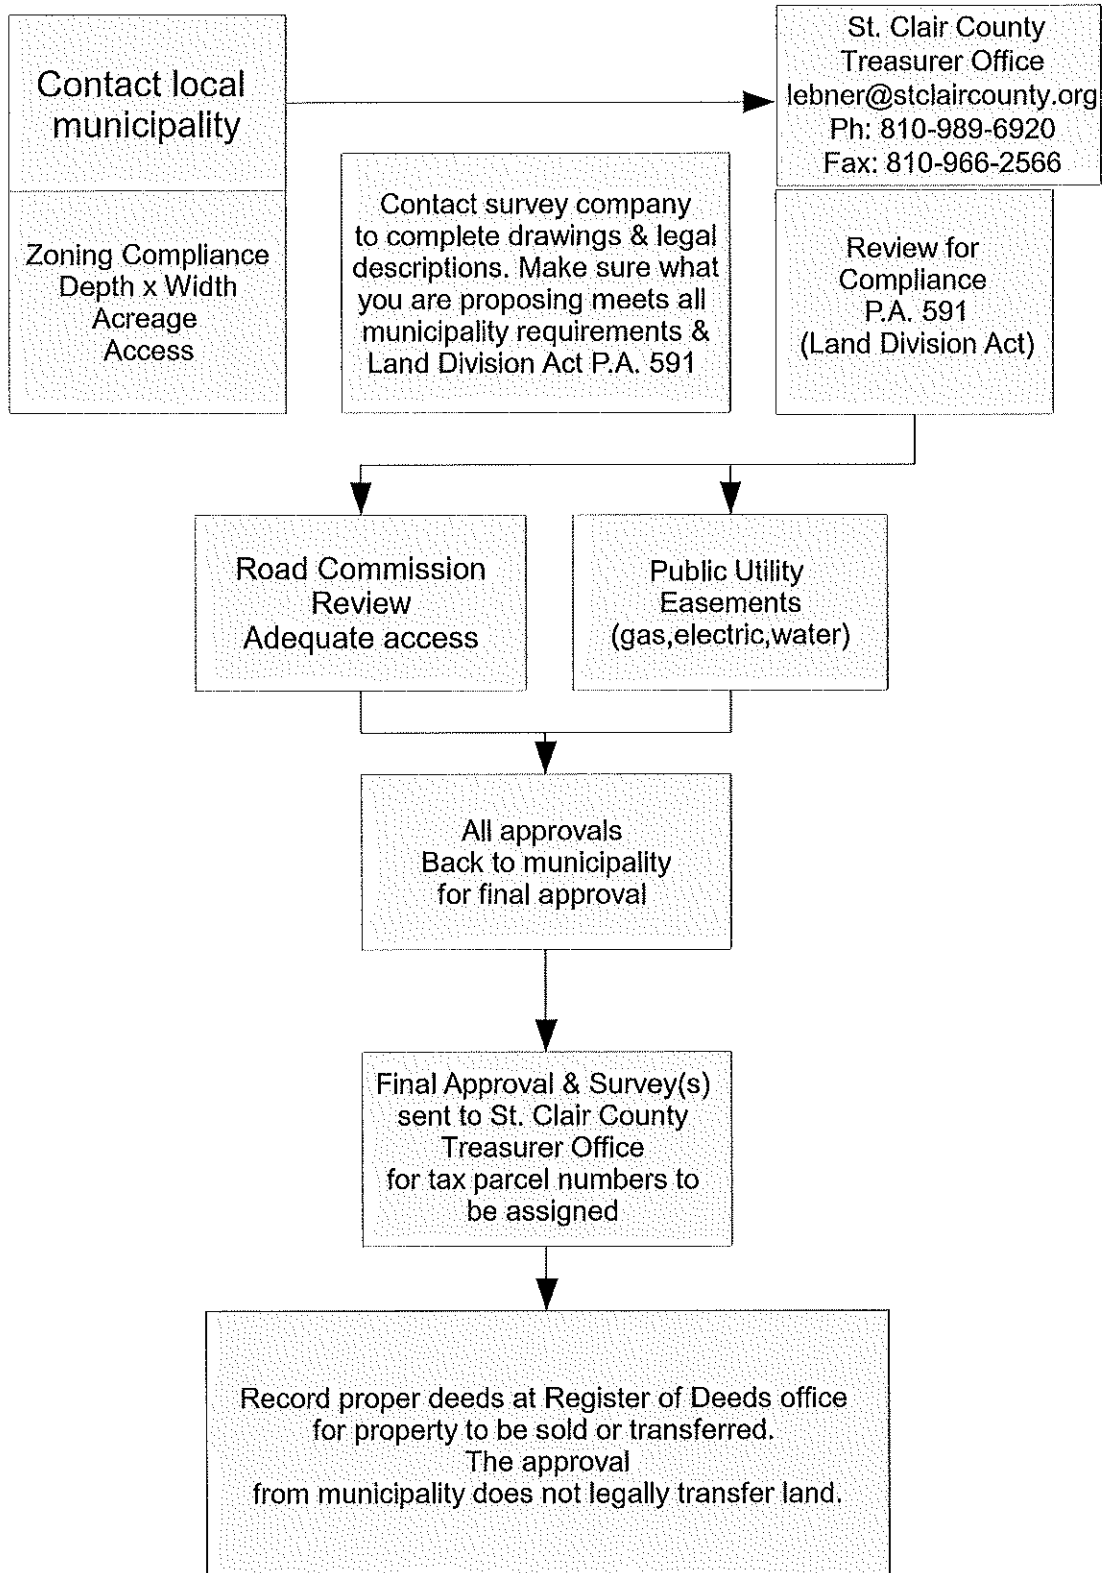 Contact local
municipality
Zoning Compliance
Depth x Width
Acreage
Access
Contact survey company
to complete drawings & legal
descriptions. Make sure what
you are proposing meets all
municipality requirements &
Land Division Act P.A. 591
St. Clair County
Treasurer Office
lebner@stclaircounty.org
Ph: 810-989-6920
Fax: 810-966-2566
Review for
Compliance
P.A. 591
(Land Division Act)
Road Commission
Review
Adequate access
Public Utility
Easements
(gas,electric,water)
All approvals
Back to municipality
for final approval
Final Approval & Survey(s)
sent to St. Clair County
Treasurer Office
for tax parcel numbers to
be assigned
Record proper deeds at Register of Deeds office
for property to be sold or transferred.
The approval
from municipality does not legally transfer land.